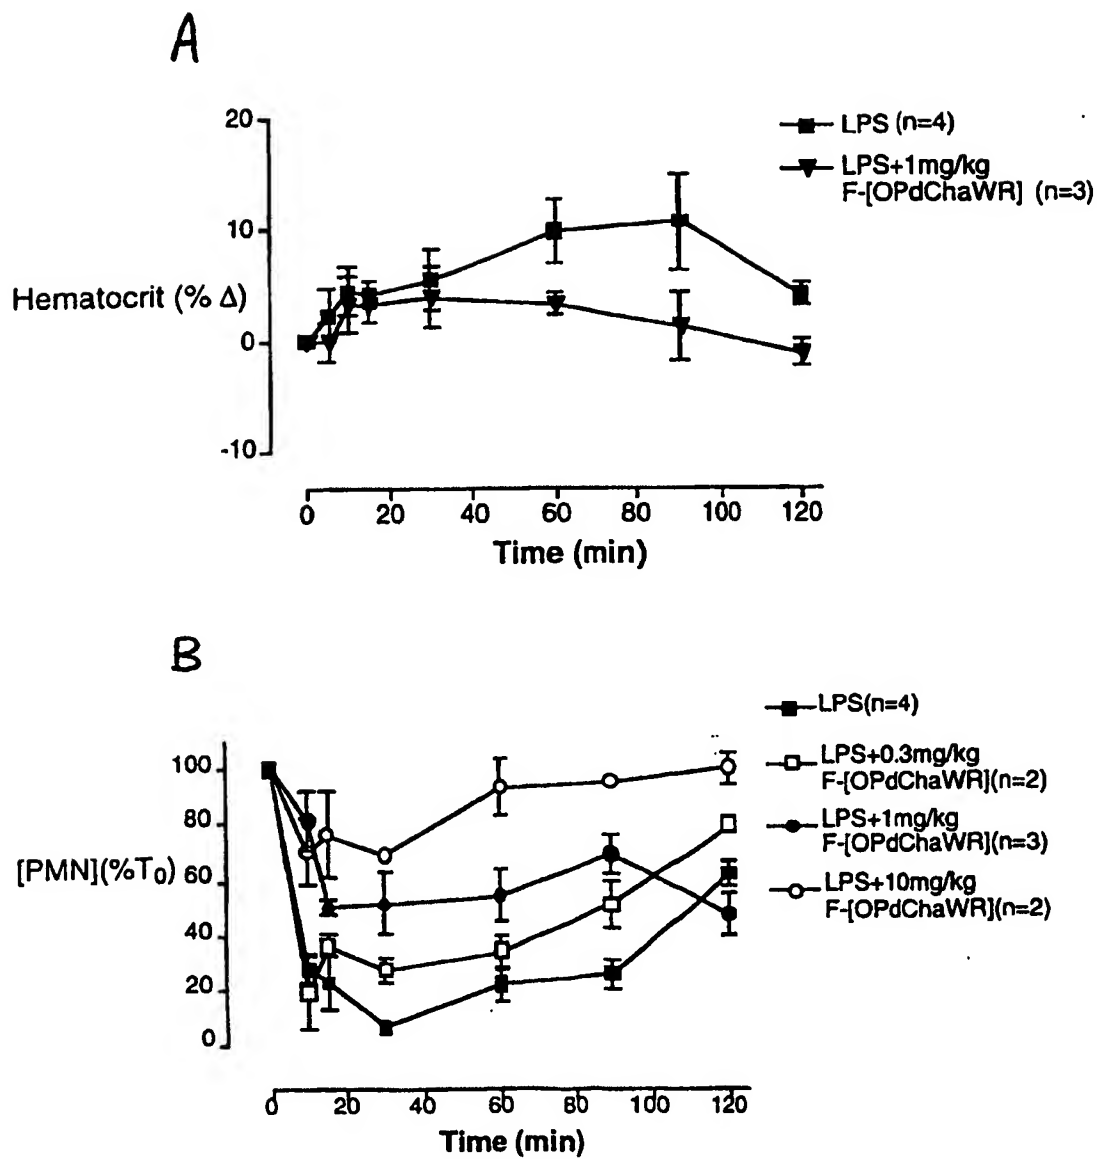 A
20
10
Hematocrit (% Δ)
0
-10
LPS (n=4)
LPS+1mg/kg
F-[OPdChaWR] (n=3)
0 20 40 60 80 100 120
Time (min)
B
100
80
[PMN](%T0)
60
40
20
0
LPS(n=4)
LPS+0.3mg/kg
F-[OPdChaWR](n=2)
LPS+1mg/kg
F-[OPdChaWR](n=3)
LPS+10mg/kg
F-[OPdChaWR](n=2)
0 20 40 60 80 100 120
Time (min)